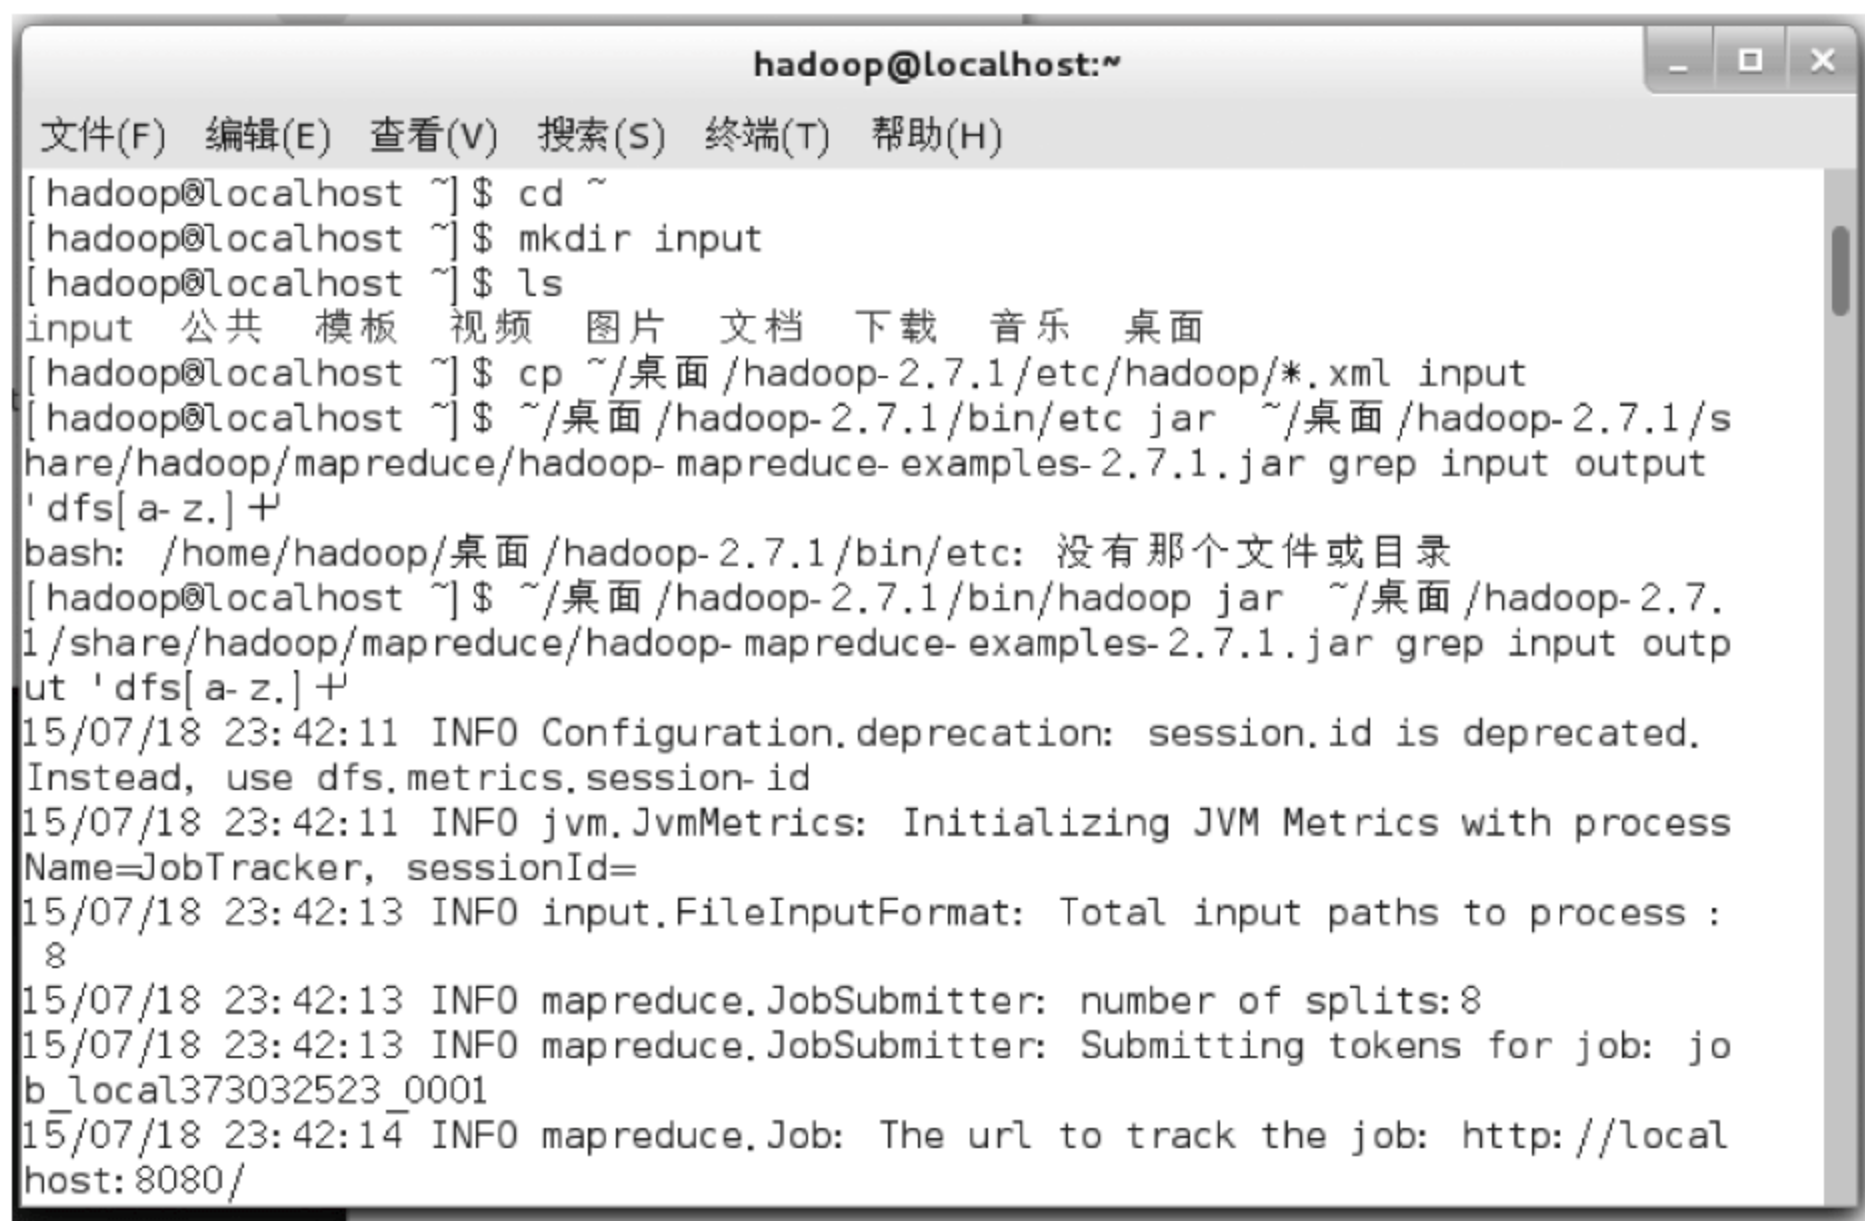 hadoop@localhost:~
文件(F) 编辑(E) 查看(V) 搜索(S) 终端(T) 帮助(H)
[hadoop@localhost ~]$ cd ~
[hadoop@localhost ~]$ mkdir input
[hadoop@localhost ~]$ ls
input 公共 模板 视频 图片 文档 下载 音乐 桌面
[hadoop@localhost ~]$ cp ~/桌面/hadoop-2.7.1/etc/hadoop/*.xml input
[hadoop@localhost ~]$ ~/桌面/hadoop-2.7.1/bin/etc jar ~/桌面/hadoop-2.7.1/s
hare/hadoop/mapreduce/hadoop-mapreduce-examples-2.7.1.jar grep input output
'dfs[a-z.]+'
bash: /home/hadoop/桌面/hadoop-2.7.1/bin/etc: 没有那个文件或目录
[hadoop@localhost ~]$ ~/桌面/hadoop-2.7.1/bin/hadoop jar ~/桌面/hadoop-2.7.
1/share/hadoop/mapreduce/hadoop-mapreduce-examples-2.7.1.jar grep input outp
ut 'dfs[a-z.]+'
15/07/18 23:42:11 INFO Configuration.deprecation: session.id is deprecated.
Instead, use dfs.metrics.session-id
15/07/18 23:42:11 INFO jvm.JvmMetrics: Initializing JVM Metrics with process
Name=JobTracker, sessionId=
15/07/18 23:42:13 INFO input.FileInputFormat: Total input paths to process :
8
15/07/18 23:42:13 INFO mapreduce.JobSubmitter: number of splits:8
15/07/18 23:42:13 INFO mapreduce.JobSubmitter: Submitting tokens for job: jo
b_local373032523_0001
15/07/18 23:42:14 INFO mapreduce.Job: The url to track the job: http://local
host:8080/